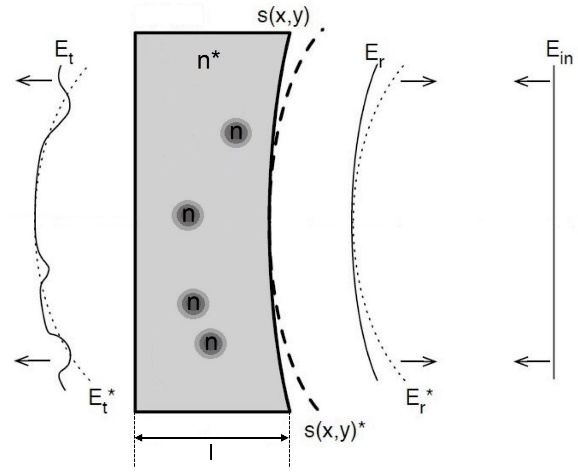 s(x,y)
E_t
n*
E_r
E_in
n
n
n
n
E_t*
E_r*
s(x,y)*
l